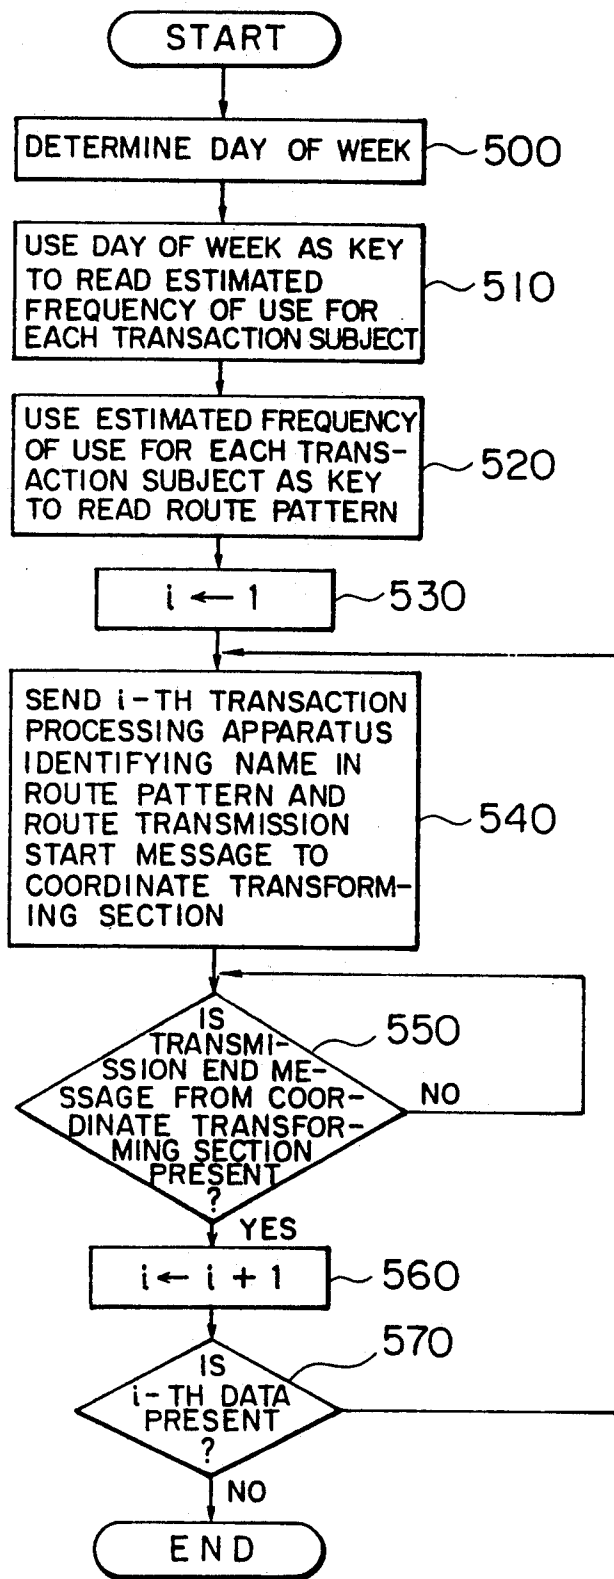 START
DETERMINE DAY OF WEEK
500
USE DAY OF WEEK AS KEY
TO READ ESTIMATED
FREQUENCY OF USE FOR
EACH TRANSACTION SUBJECT
510
USE ESTIMATED FREQUENCY
OF USE FOR EACH TRANS-
ACTION SUBJECT AS KEY
TO READ ROUTE PATTERN
520
i ← 1
530
SEND i-TH TRANSACTION
PROCESSING APPARATUS
IDENTIFYING NAME IN
ROUTE PATTERN AND
ROUTE TRANSMISSION
START MESSAGE TO
COORDINATE TRANSFORM-
ING SECTION
540
IS
TRANSMI-
SSION END ME-
SSAGE FROM COOR-
DINATE TRANSFOR-
MING SECTION
PRESENT
?
550
NO
YES
i ← i + 1
560
IS
i-TH DATA
PRESENT
?
570
NO
END